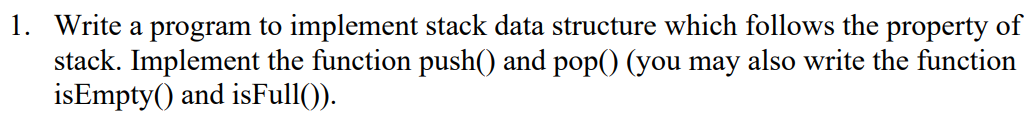 1. Write a program to implement stack data structure which follows the property of
stack. Implement the function push() and pop() (you may also write the function
isEmpty() and isFull()).